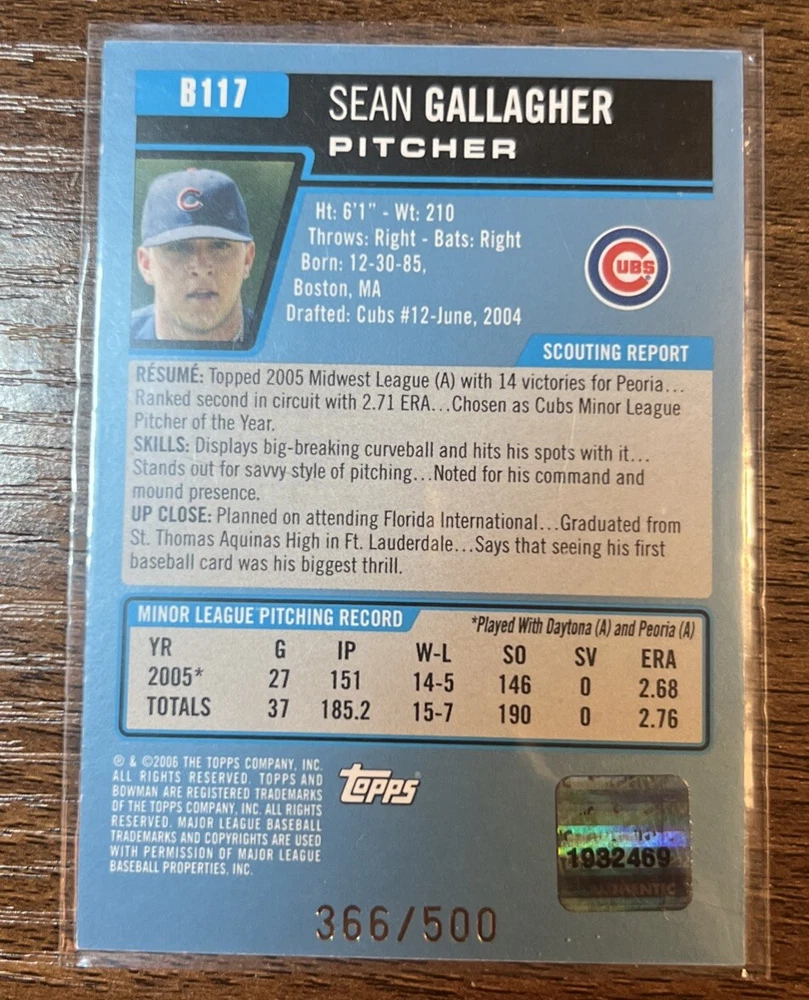 B117
SEAN GALLAGHER
PITCHER
C
Ht: 6'1" - Wt: 210
Throws: Right - Bats: Right
Born: 12-30-85,
Boston, MA
Drafted: Cubs #12-June, 2004
CUBS
SCOUTING REPORT
RÉSUMÉ: Topped 2005 Midwest League (A) with 14 victories for Peoria...
Ranked second in circuit with 2.71 ERA...Chosen as Cubs Minor League
Pitcher of the Year.
SKILLS: Displays big-breaking curveball and hits his spots with it...
Stands out for savvy style of pitching...Noted for his command and
mound presence.
UP CLOSE: Planned on attending Florida International...Graduated from
St. Thomas Aquinas High in Ft. Lauderdale...Says that seeing his first
baseball card was his biggest thrill.
MINOR LEAGUE PITCHING RECORD *Played With Daytona (A) and Peoria (A)
YR G IP W-L SO SV ERA
2005* 27 151 14-5 146 0 2.68
TOTALS 37 185.2 15-7 190 0 2.76
® & ©2006 THE TOPPS COMPANY, INC.
ALL RIGHTS RESERVED. TOPPS AND
BOWMAN ARE REGISTERED TRADEMARKS
OF THE TOPPS COMPANY, INC. ALL RIGHTS
RESERVED. MAJOR LEAGUE BASEBALL
TRADEMARKS AND COPYRIGHTS ARE USED
WITH PERMISSION OF MAJOR LEAGUE
BASEBALL PROPERTIES, INC.
topps®
1932469
AUTHENTIC
366/500